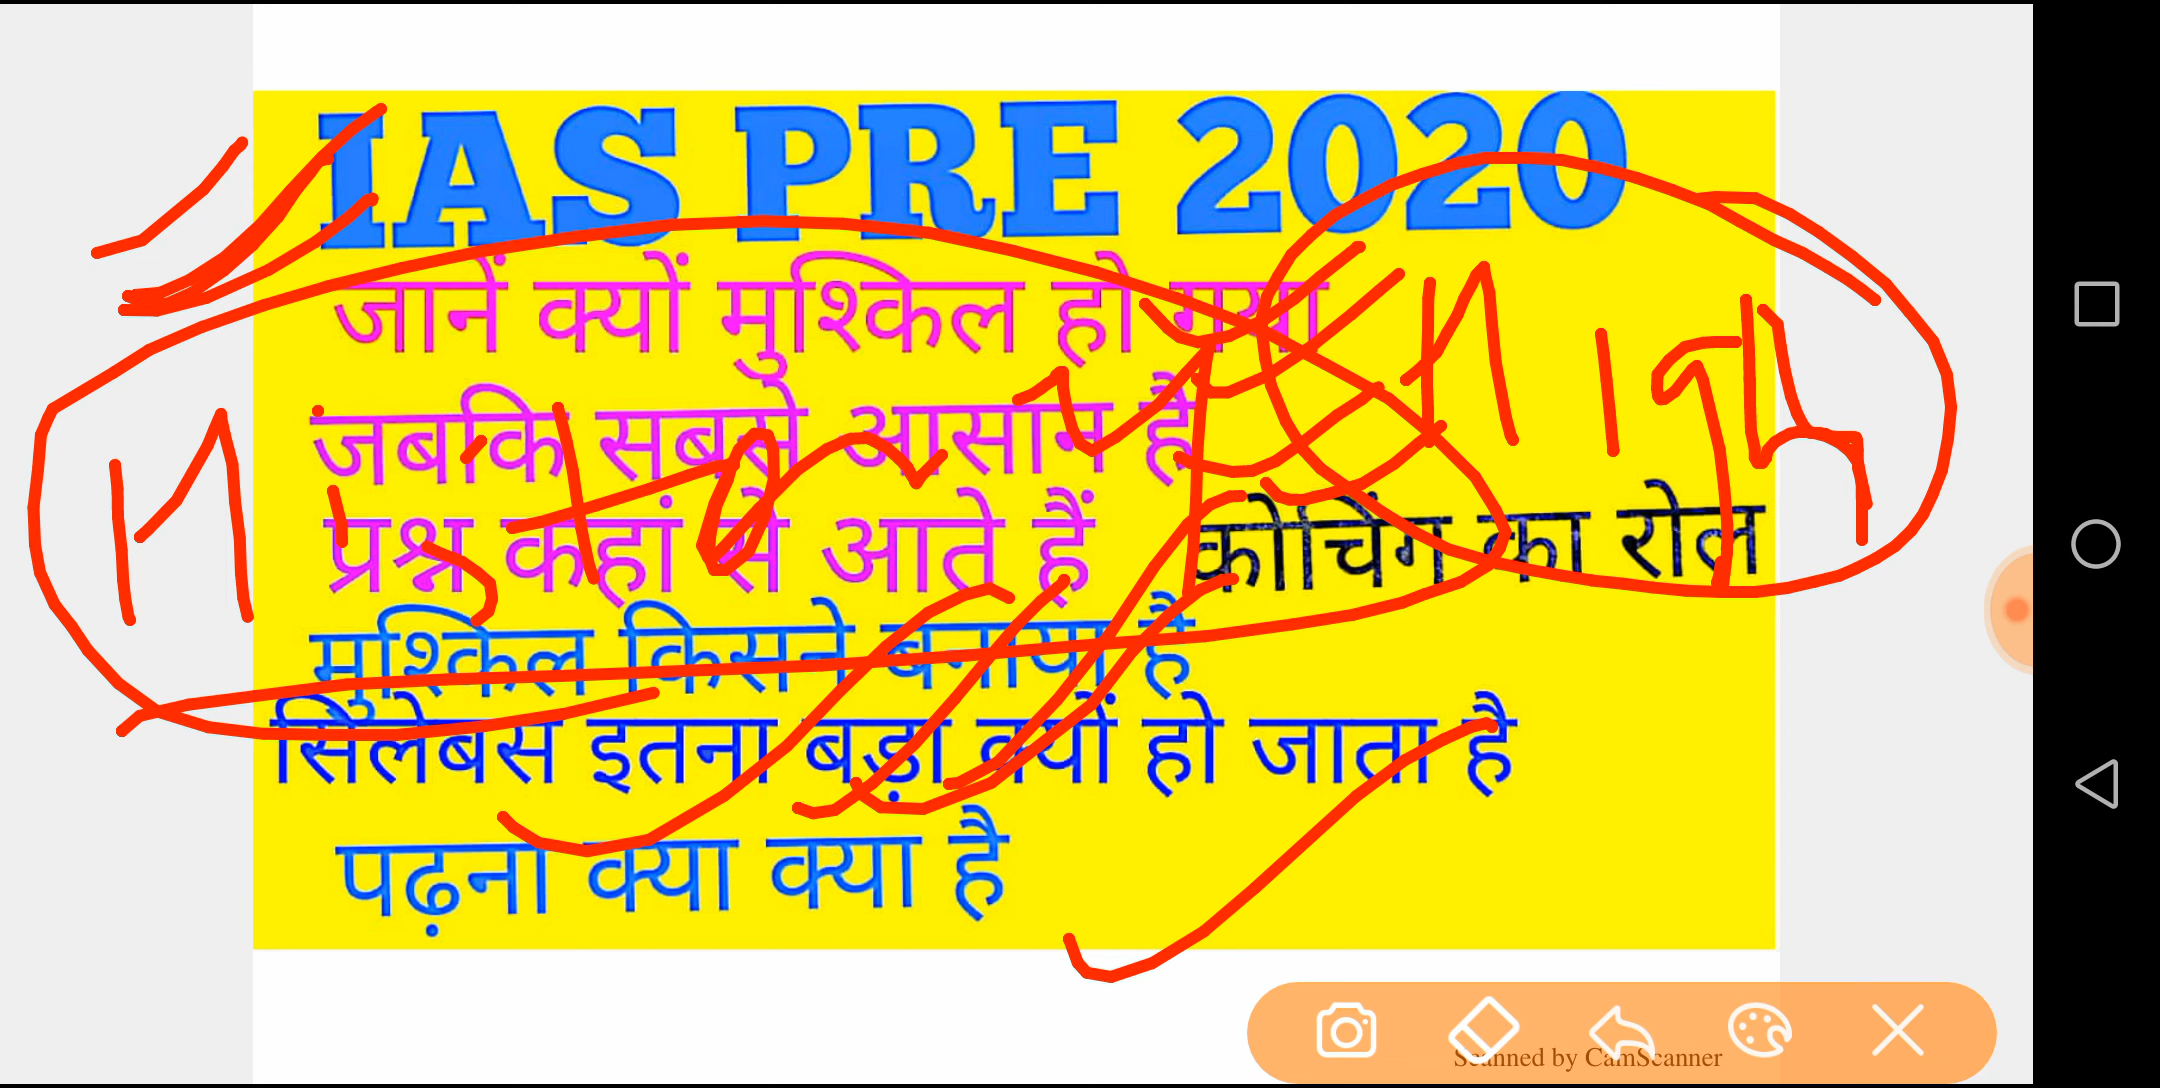 IAS PRE 2020
जानें क्यों मुश्किल हो गया
जबकि सबसे आसान है
प्रश्न कहां से आते हैं कोचिंग का रोल
मुश्किल किसने बनाया है
सिलेबस इतना बड़ा क्यों हो जाता है
पढ़ना क्या क्या है
History
Scanned by CamScanner